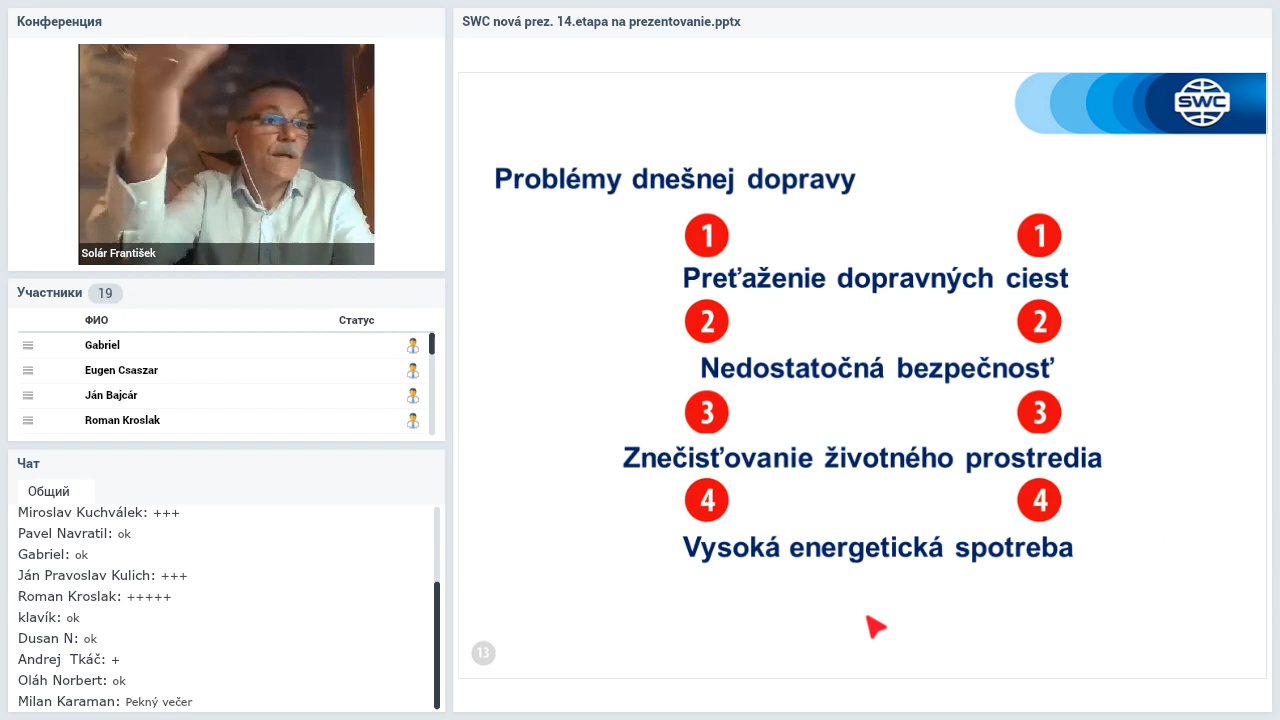 Конференция
Solár František
Участники 19
ФИО Статус
Gabriel
Eugen Csaszar
Ján Bajcár
Roman Kroslak
Чат
Общий
Miroslav Kuchválek: +++
Pavel Navratil: ok
Gabriel: ok
Ján Pravoslav Kulich: +++
Roman Kroslak: +++++
klavík: ok
Dusan N: ok
Andrej Tkáč: +
Oláh Norbert: ok
Milan Karaman: Pekný večer
SWC nová prez. 14.etapa na prezentovanie.pptx
SWC
Problémy dnešnej dopravy
1 1
Preťaženie dopravných ciest
2 2
Nedostatočná bezpečnosť
3 3
Znečisťovanie životného prostredia
4 4
Vysoká energetická spotreba
13